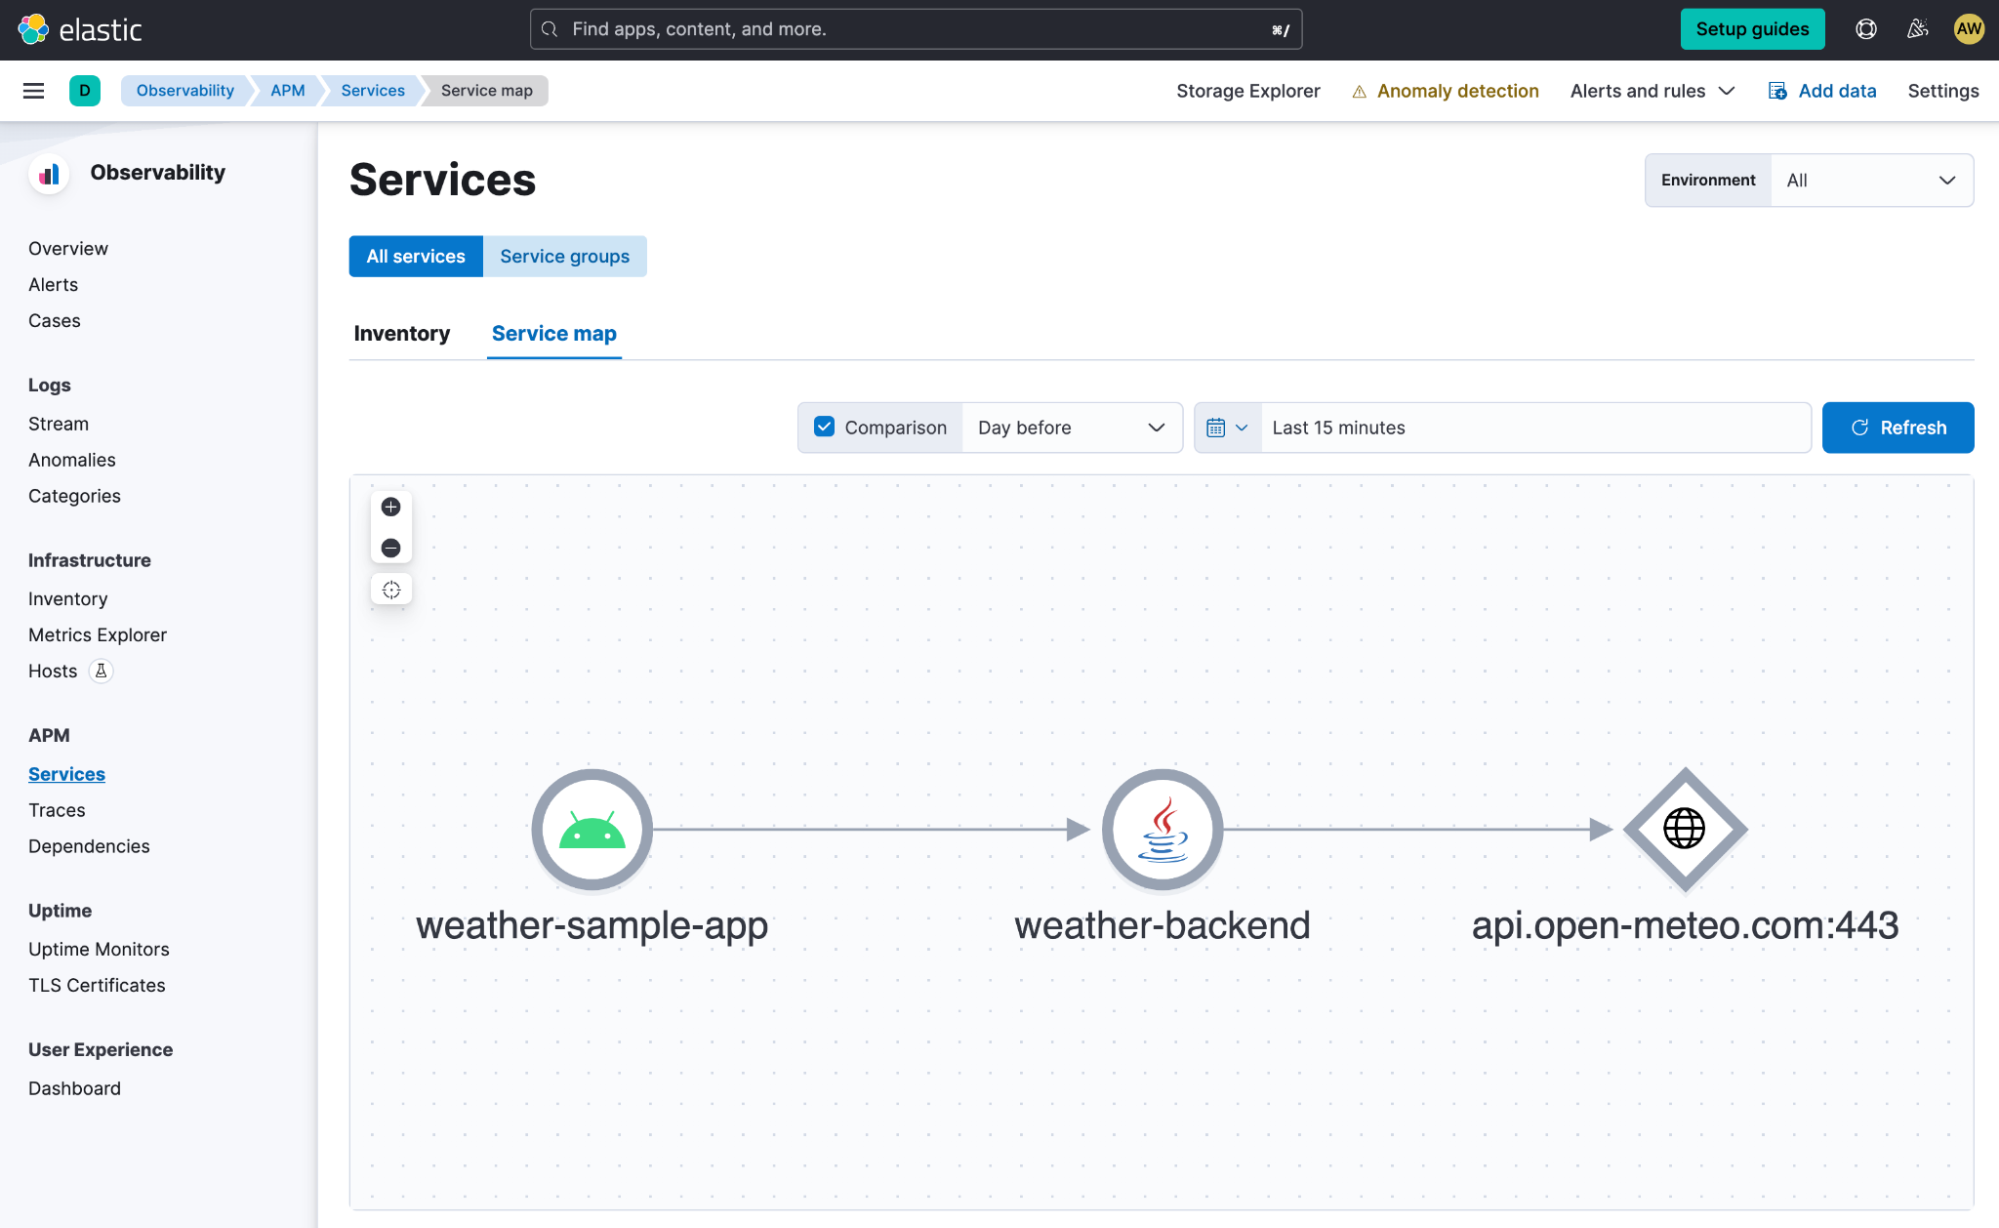 elastic
Find apps, content, and more.
⌘/
Setup guides
AW
D
Observability
APM
Services
Service map
Storage Explorer
Anomaly detection
Alerts and rules
Add data
Settings
Observability
Overview
Alerts
Cases
Logs
Stream
Anomalies
Categories
Infrastructure
Inventory
Metrics Explorer
Hosts
APM
Services
Traces
Dependencies
Uptime
Uptime Monitors
TLS Certificates
User Experience
Dashboard
Services
Environment
All
All services
Service groups
Inventory
Service map
Comparison
Day before
Last 15 minutes
Refresh
weather-sample-app
weather-backend
api.open-meteo.com:443